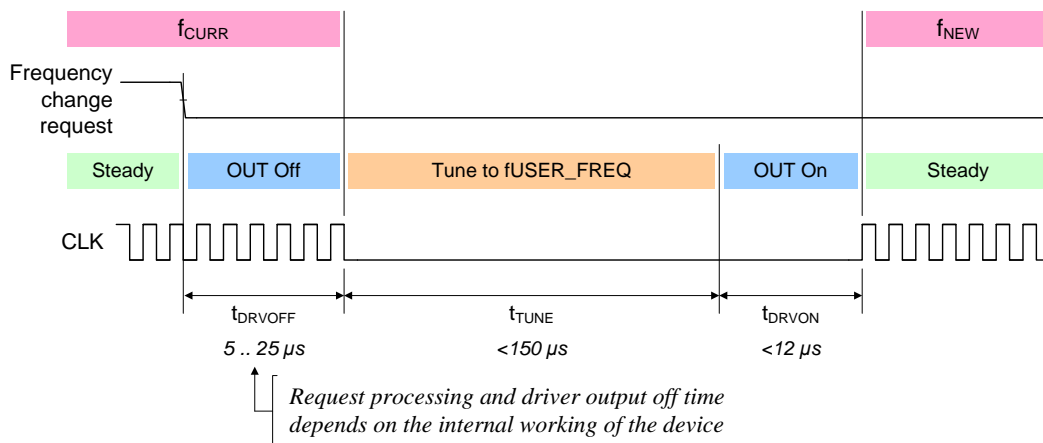 fCURR
fNEW
Frequency
change
request
Steady
OUT Off
Tune to fUSER_FREQ
OUT On
Steady
CLK
tDRVOFF
tTUNE
tDRVON
5 .. 25 µs
<150 µs
<12 µs
Request processing and driver output off time
depends on the internal working of the device